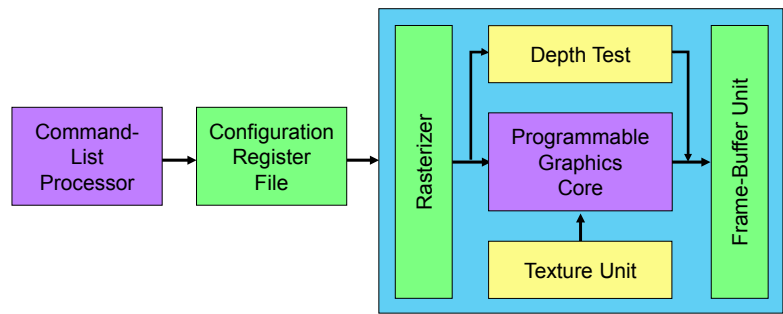 Command-
List
Processor
Configuration
Register
File
Rasterizer
Depth Test
Programmable
Graphics
Core
Texture Unit
Frame-Buffer Unit